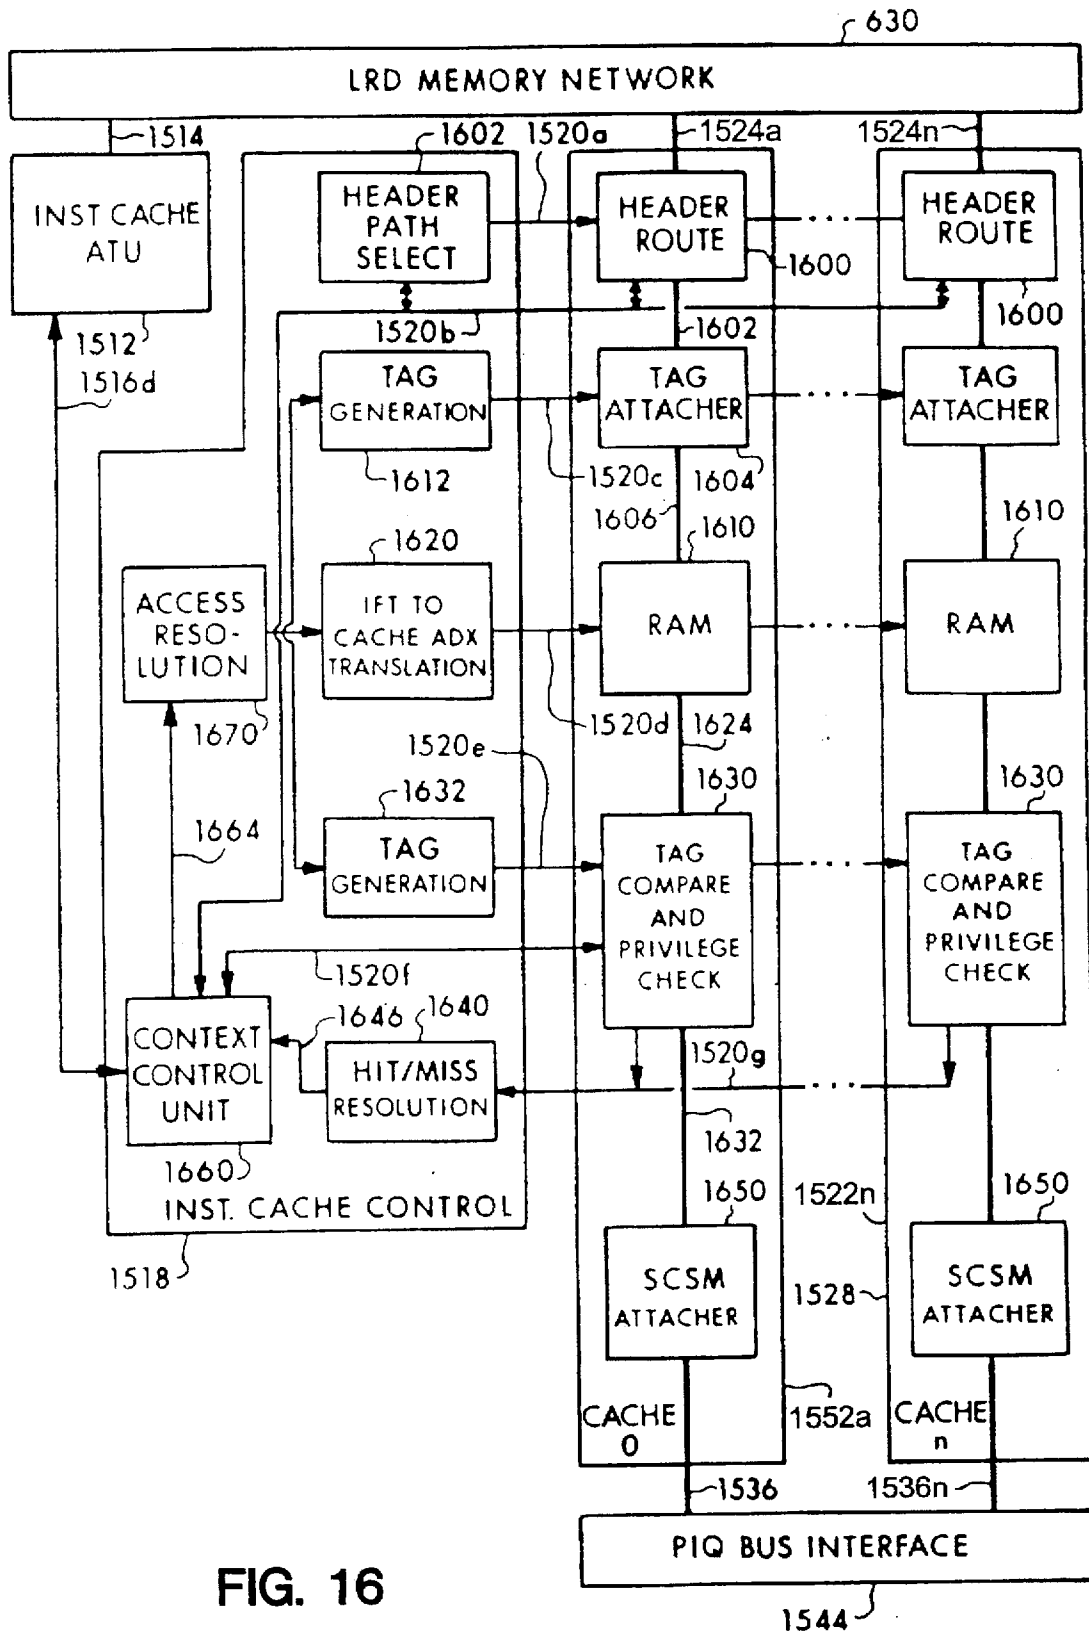 630
LRD MEMORY NETWORK
1514
1602
1520a
1524a
1524n
INST CACHE
ATU
HEADER
PATH
SELECT
HEADER
ROUTE
HEADER
ROUTE
1600
1600
1512
1516d
1520b
1602
TAG
GENERATION
TAG
ATTACHER
TAG
ATTACHER
1612
1520c
1604
1606
1610
1610
1620
ACCESS
RESO-
LUTION
IFT TO
CACHE ADX
TRANSLATION
RAM
RAM
1670
1520d
1624
1520e
1632
1630
1630
1664
TAG
GENERATION
TAG
COMPARE
AND
PRIVILEGE
CHECK
TAG
COMPARE
AND
PRIVILEGE
CHECK
1520f
1646
1640
1520g
CONTEXT
CONTROL
UNIT
HIT/MISS
RESOLUTION
1632
1660
INST. CACHE CONTROL
1650
1522n
1650
1518
SCSM
ATTACHER
1528
SCSM
ATTACHER
CACHE
0
1552a
CACHE
n
1536
1536n
PIQ BUS INTERFACE
FIG. 16
1544